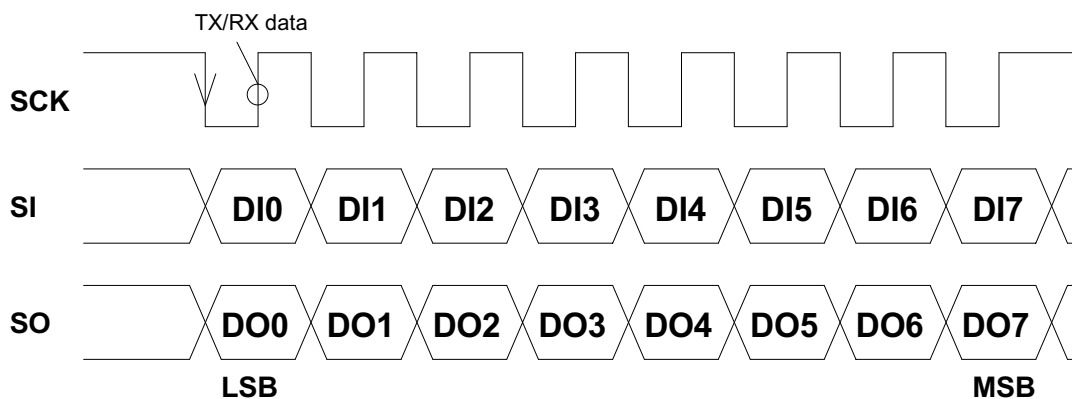 TX/RX data
SCK
SI DI0 DI1 DI2 DI3 DI4 DI5 DI6 DI7
SO DO0 DO1 DO2 DO3 DO4 DO5 DO6 DO7
LSB MSB